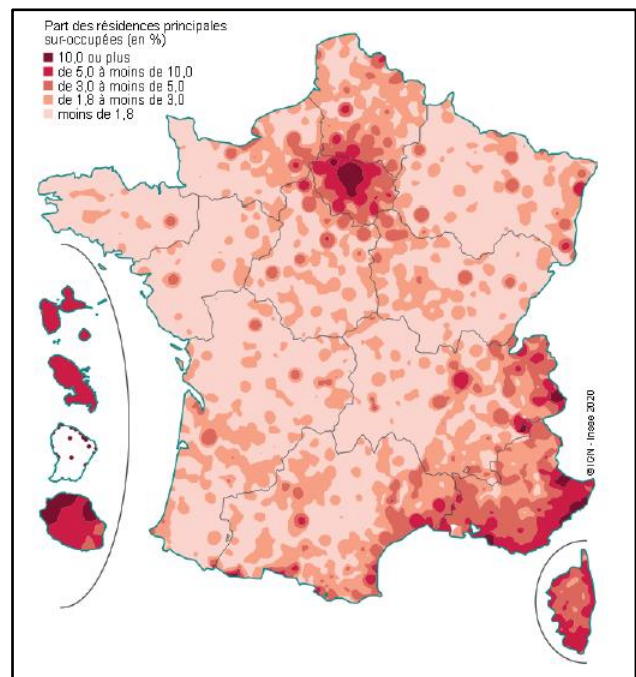 Part des résidences principales
sur-occupées (en %)
10,0 ou plus
de 5,0 à moins de 10,0
de 3,0 à moins de 5,0
de 1,8 à moins de 3,0
moins de 1,8
© IGN - Insee 2020